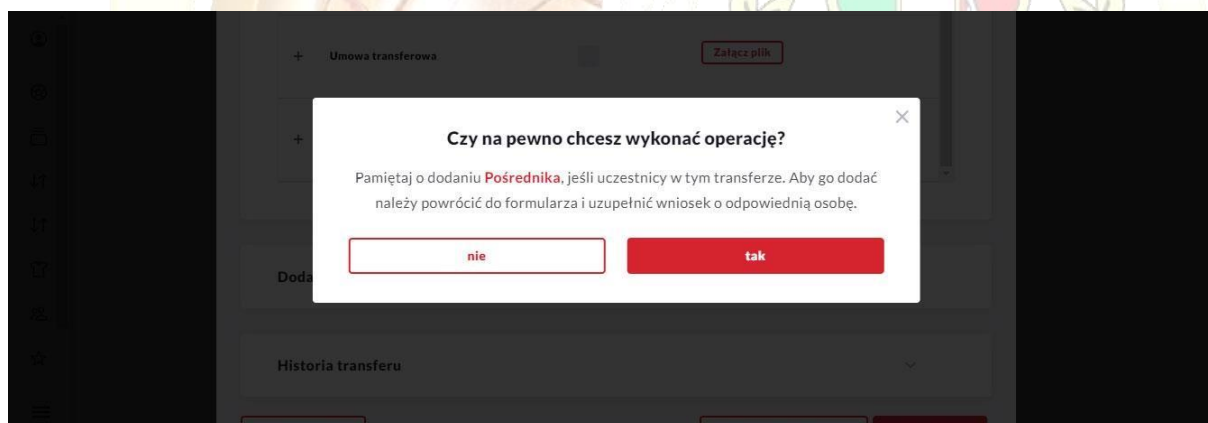 Umowa transferowa
Załącz plik
Czy na pewno chcesz wykonać operację?
Pamiętaj o dodaniu Pośrednika, jeśli uczestnicy w tym transferze. Aby go dodać
należy powrócić do formularza i uzupełnić wniosek o odpowiednią osobę.
nie
tak
Doda
Historia transferu